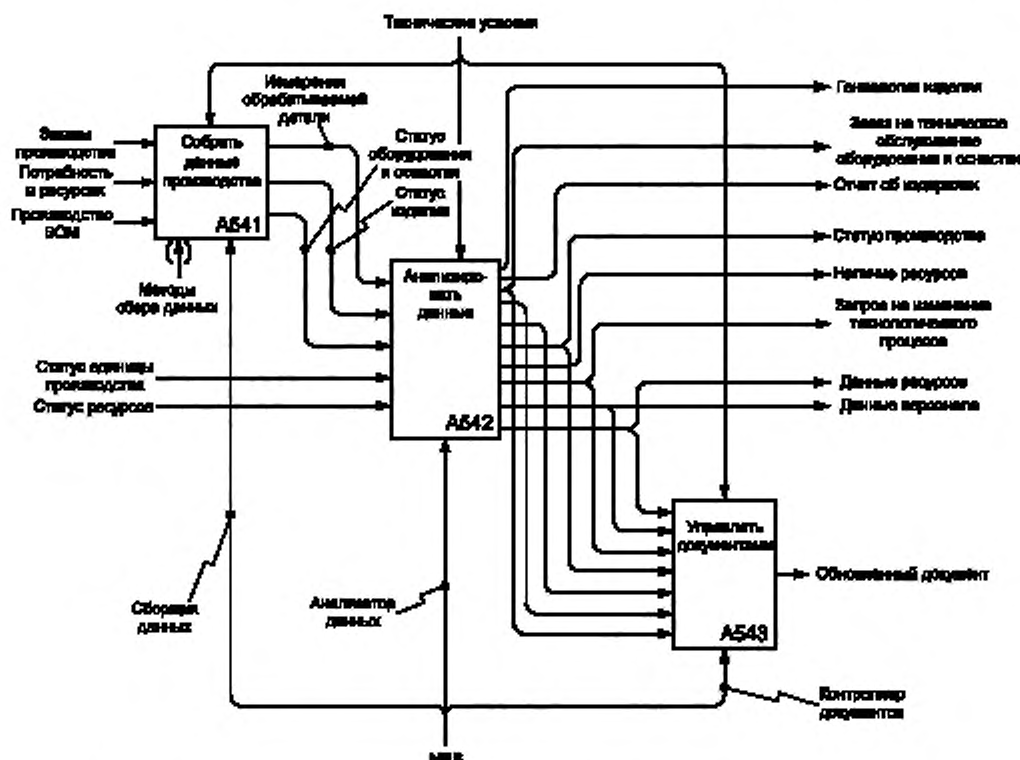 Технические условия
Измерения
обрабатываемой
детали
Генеалогия изделия
Заказы
производства
Собрать
данные
производства
Статус
оборудования
и оснастки
Заказ на техническое
обслуживание
оборудования и оснастки
Потребность
в ресурсах
Статус
изделия
Отчет об издержках
Производство
BOM
A541
Статус производства
Анализиро-
вать
данные
Наличие ресурсов
Методы
сбора данных
Запрос на изменение
технологического
процесса
Статус единицы
производства
Данные ресурсов
Статус ресурсов
Данные персонала
A542
Управлять
документами
Обновленный документ
Сборщик
данных
Анализатор
данных
A543
Контроллер
документов